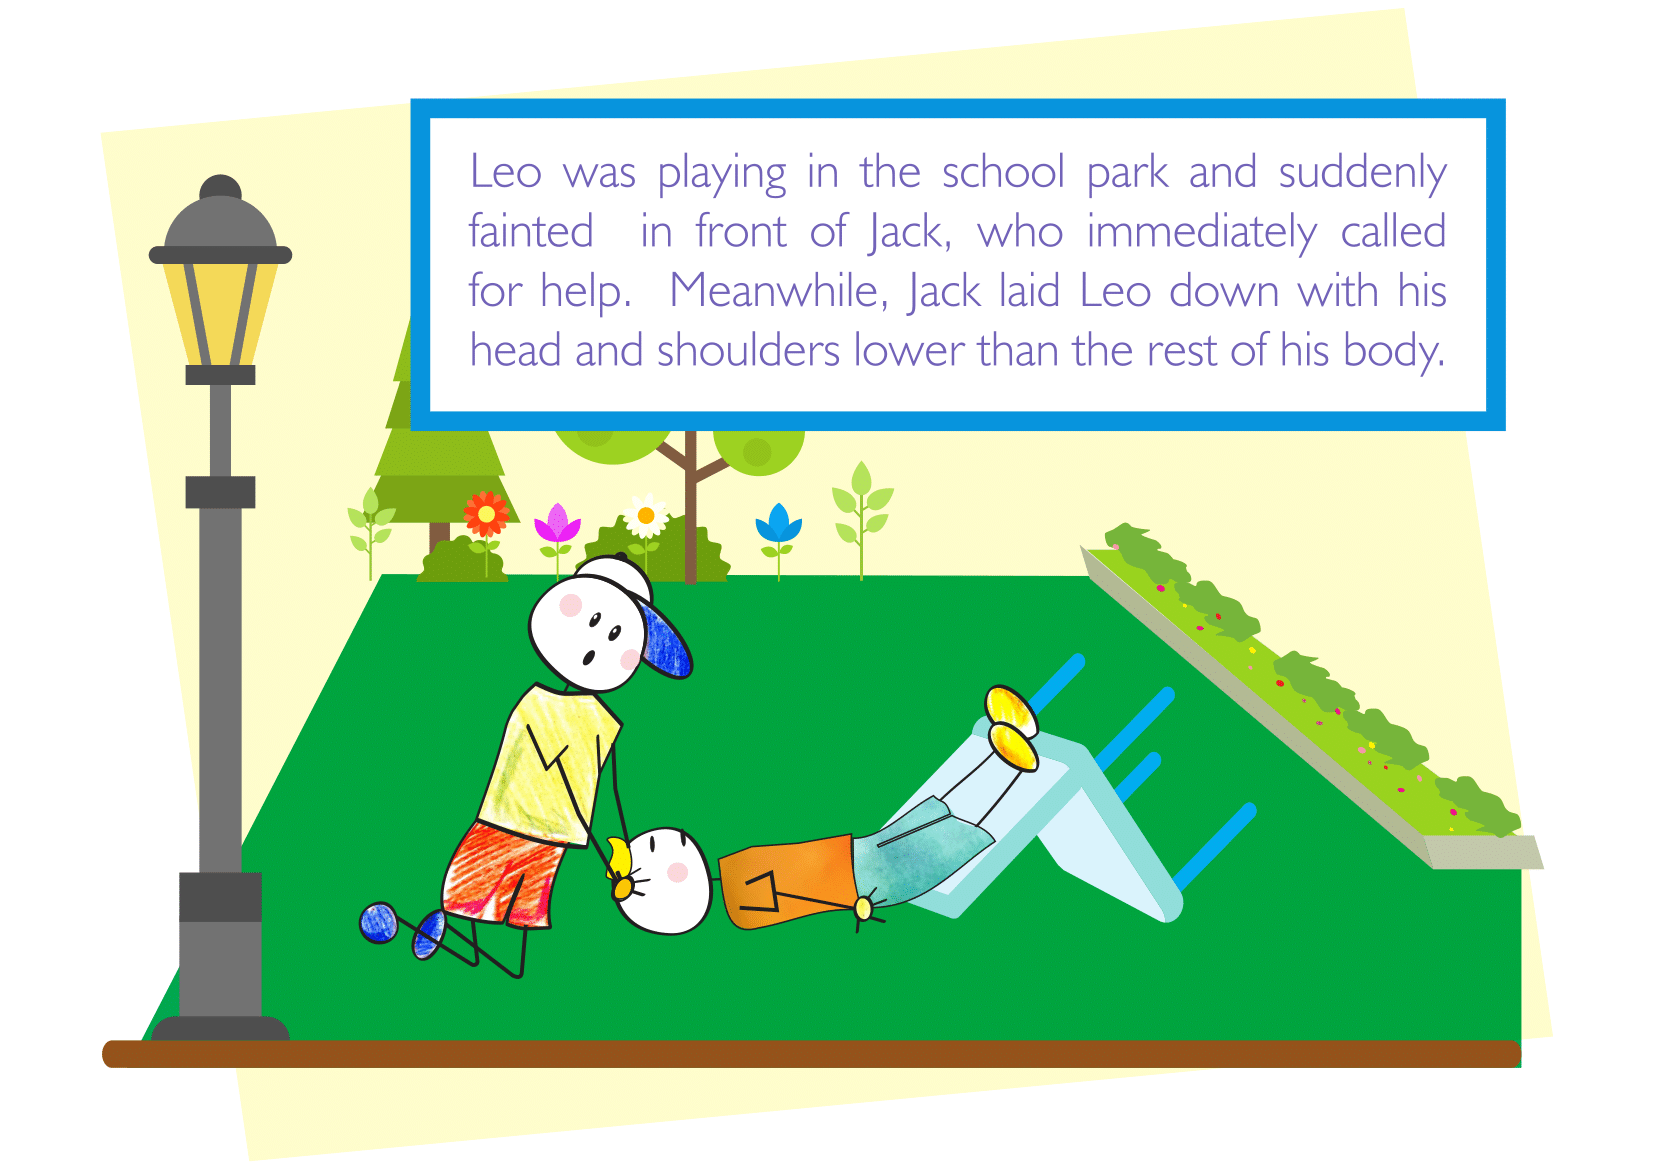 Leo was playing in the school park and suddenly
fainted in front of Jack, who immediately called
for help. Meanwhile, Jack laid Leo down with his
head and shoulders lower than the rest of his body.